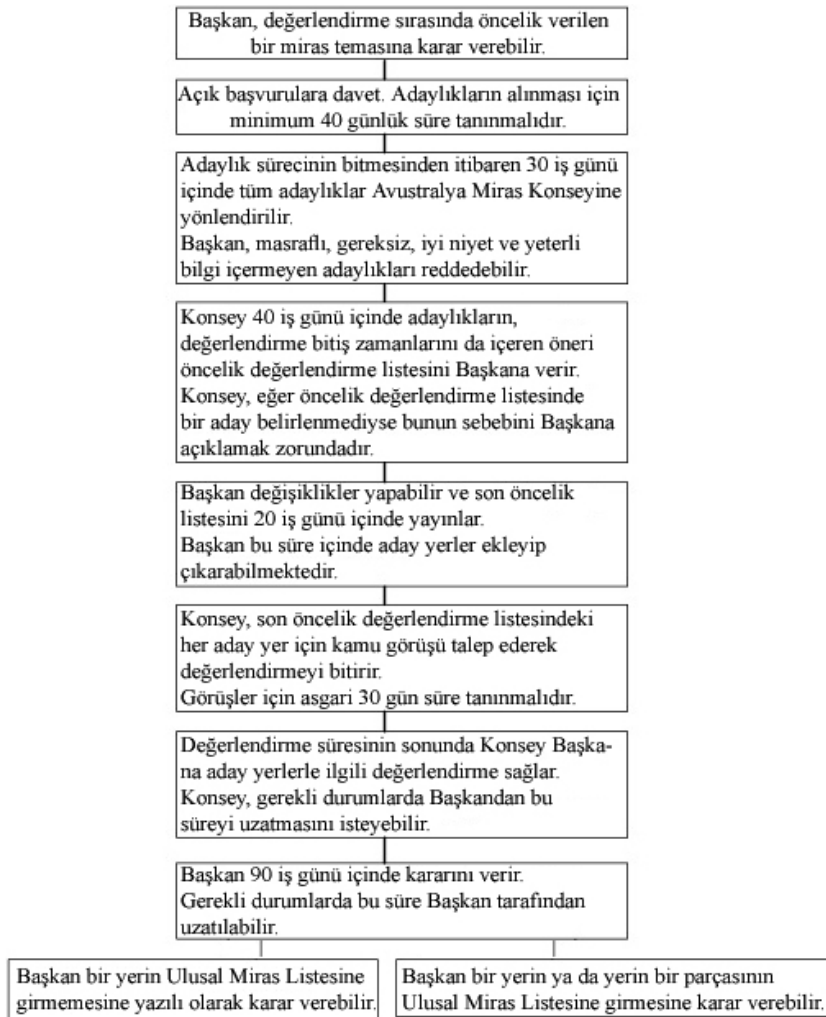 Başkan, değerlendirme sırasında öncelik verilen
bir miras temasına karar verebilir.
Açık başvurulara davet. Adaylıkların alınması için
minimum 40 günlük süre tanınmalıdır.
Adaylık sürecinin bitmesinden itibaren 30 iş günü
içinde tüm adaylıklar Avustralya Miras Konseyine
yönlendirilir.
Başkan, masraflı, gereksiz, iyi niyet ve yeterli
bilgi içermeyen adaylıkları reddedebilir.
Konsey 40 iş günü içinde adaylıkların,
değerlendirme bitiş zamanlarını da içeren öneri
öncelik değerlendirme listesini Başkana verir.
Konsey, eğer öncelik değerlendirme listesinde
bir aday belirlenmediyse bunun sebebini Başkana
açıklamak zorundadır.
Başkan değişiklikler yapabilir ve son öncelik
listesini 20 iş günü içinde yayınlar.
Başkan bu süre içinde aday yerler ekleyip
çıkarabilmektedir.
Konsey, son öncelik değerlendirme listesindeki
her aday yer için kamu görüşü talep ederek
değerlendirmeyi bitirir.
Görüşler için asgari 30 gün süre tanınmalıdır.
Değerlendirme süresinin sonunda Konsey Başka-
na aday yerlerle ilgili değerlendirme sağlar.
Konsey, gerekli durumlarda Başkandan bu
süreyi uzatmasını isteyebilir.
Başkan 90 iş günü içinde kararını verir.
Gerekli durumlarda bu süre Başkan tarafından
uzatılabilir.
Başkan bir yerin Ulusal Miras Listesine
girmemesine yazılı olarak karar verebilir.
Başkan bir yerin ya da yerin bir parçasının
Ulusal Miras Listesine girmesine karar verebilir.